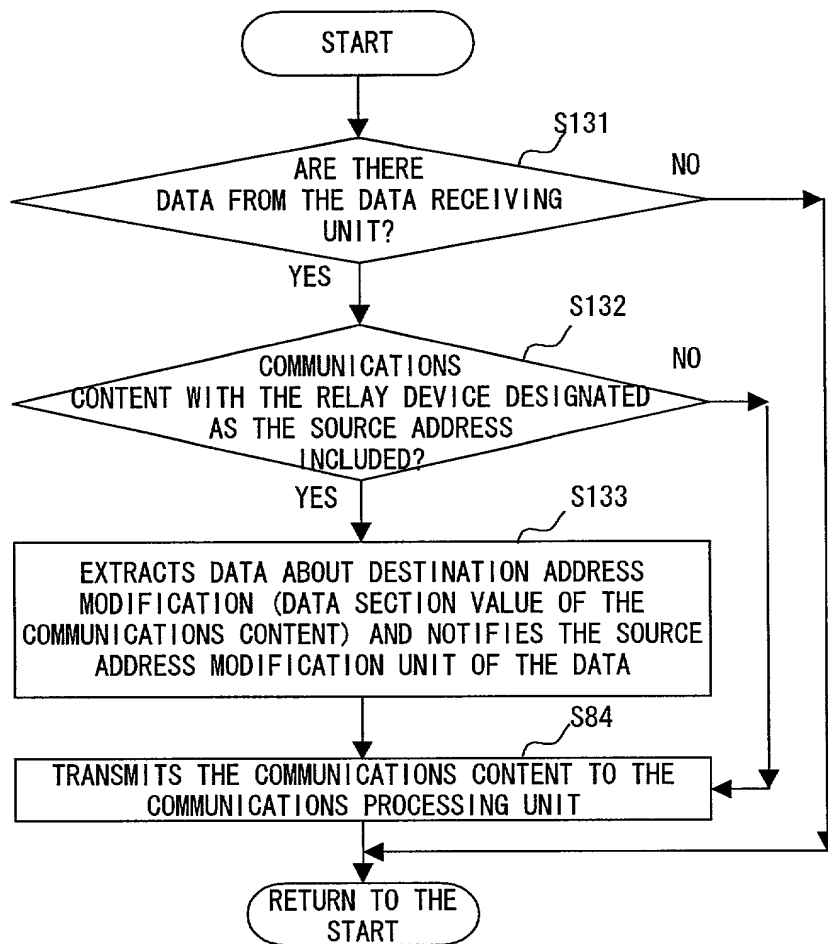 START
S131
ARE THERE
DATA FROM THE DATA RECEIVING
UNIT?
NO
YES
S132
COMMUNICATIONS
CONTENT WITH THE RELAY DEVICE DESIGNATED
AS THE SOURCE ADDRESS
INCLUDED?
NO
YES
S133
EXTRACTS DATA ABOUT DESTINATION ADDRESS
MODIFICATION (DATA SECTION VALUE OF THE
COMMUNICATIONS CONTENT) AND NOTIFIES THE SOURCE
ADDRESS MODIFICATION UNIT OF THE DATA
S84
TRANSMITS THE COMMUNICATIONS CONTENT TO THE
COMMUNICATIONS PROCESSING UNIT
RETURN TO THE
START